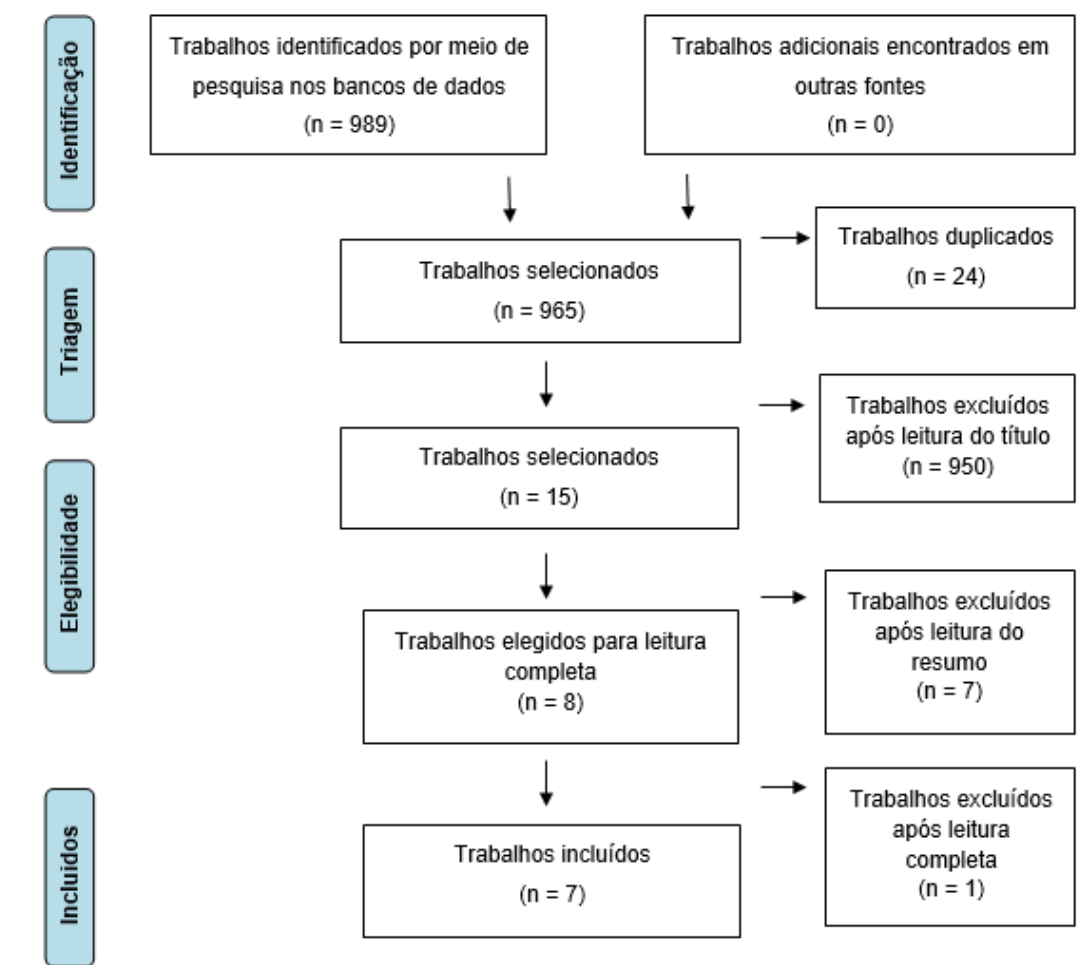 Identificação
Trabalhos identificados por meio de
pesquisa nos bancos de dados
(n = 989)
Trabalhos adicionais encontrados em
outras fontes
(n = 0)
Triagem
Trabalhos selecionados
(n = 965)
Trabalhos duplicados
(n = 24)
Trabalhos selecionados
(n = 15)
Trabalhos excluídos
após leitura do título
(n = 950)
Elegibilidade
Trabalhos elegidos para leitura
completa
(n = 8)
Trabalhos excluídos
após leitura do
resumo
(n = 7)
Incluidos
Trabalhos incluídos
(n = 7)
Trabalhos excluídos
após leitura
completa
(n = 1)